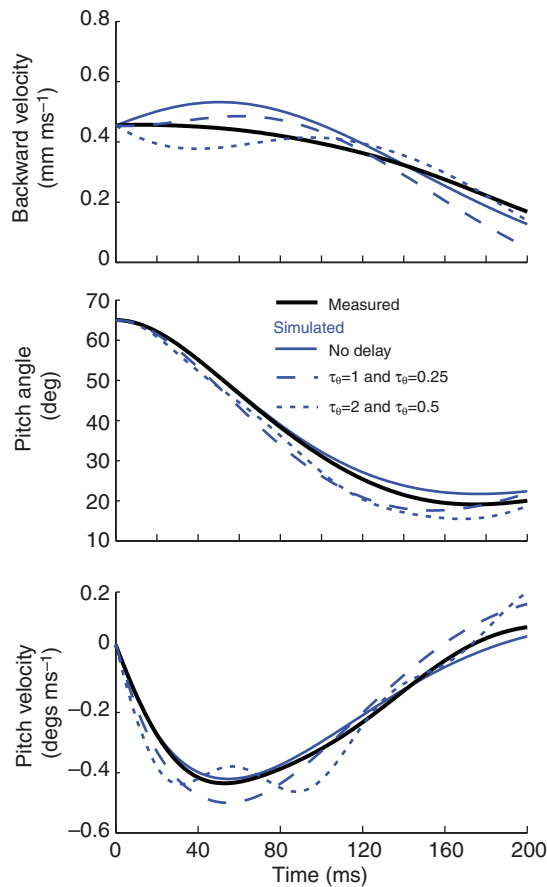 0.8
0.6
0.4
0.2
0
Backward velocity
(mm ms–1)
70
60
50
40
30
20
10
Pitch angle
(deg)
Measured
Simulated
No delay
τθ=1 and τθ=0.25
τθ=2 and τθ=0.5
0.2
0
–0.2
–0.4
–0.6
Pitch velocity
(degs ms–1)
0 40 80 120 160 200
Time (ms)